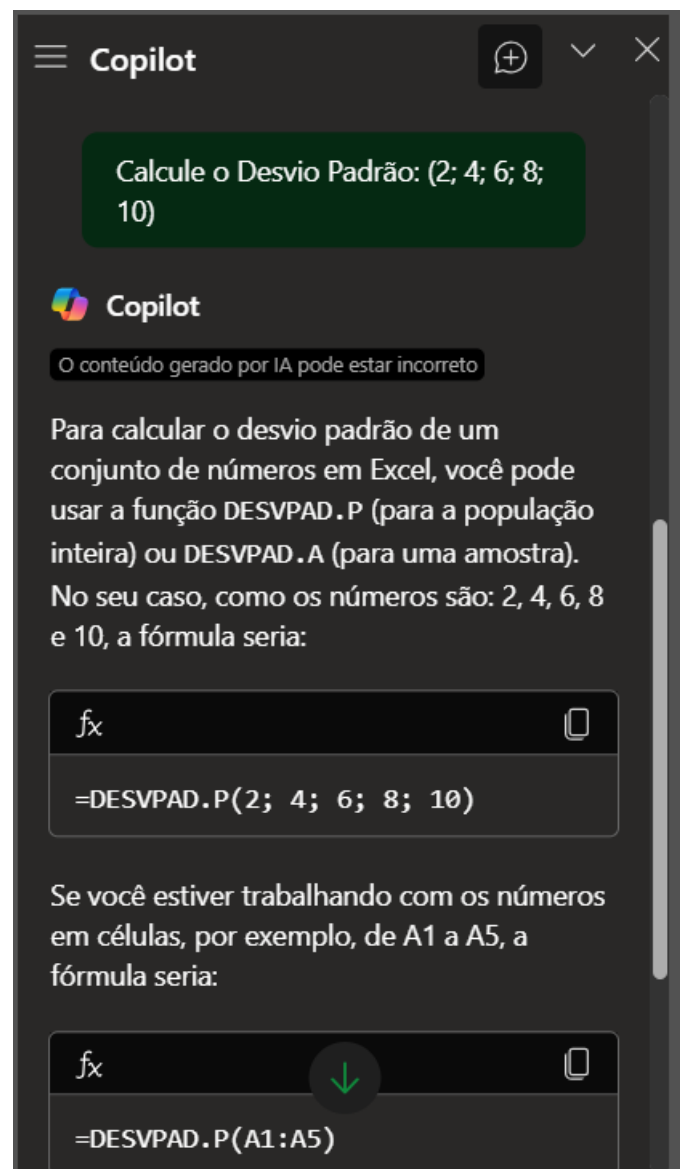 Copilot
Calcule o Desvio Padrão: (2; 4; 6; 8;
10)
Copilot
O conteúdo gerado por IA pode estar incorreto
Para calcular o desvio padrão de um
conjunto de números em Excel, você pode
usar a função DESVPAD.P (para a população
inteira) ou DESVPAD.A (para uma amostra).
No seu caso, como os números são: 2, 4, 6, 8
e 10, a fórmula seria:
fx
=DESVPAD.P(2; 4; 6; 8; 10)
Se você estiver trabalhando com os números
em células, por exemplo, de A1 a A5, a
fórmula seria:
fx
=DESVPAD.P(A1:A5)